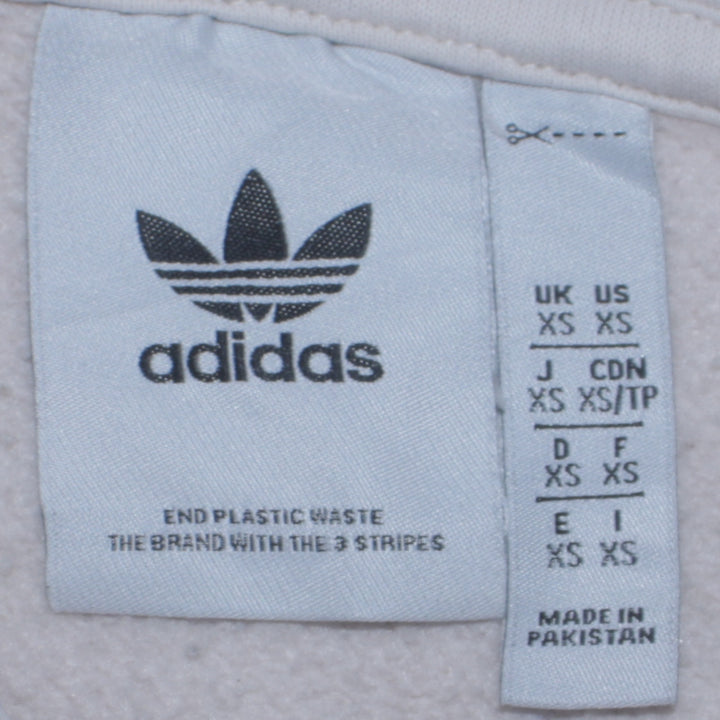 adidas
END PLASTIC WASTE
THE BRAND WITH THE 3 STRIPES
UK US
XS XS
J CDN
XS XS/TP
D F
XS XS
E I
XS XS
MADE IN
PAKISTAN